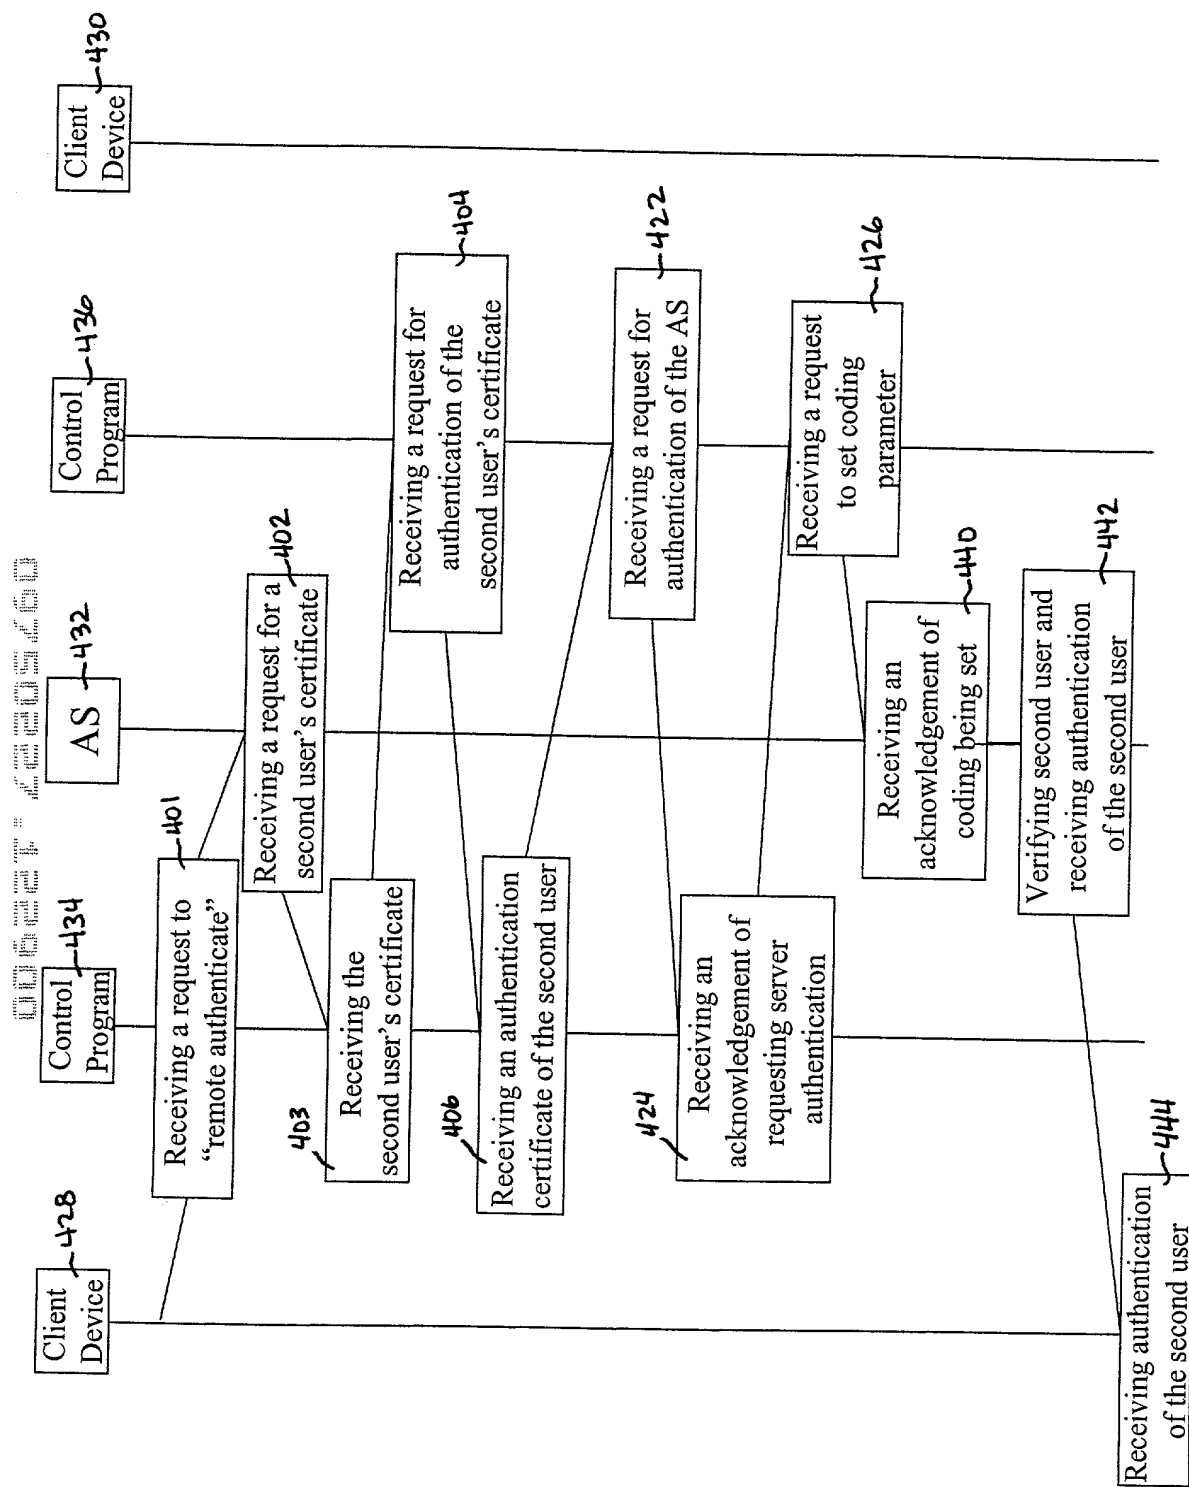 Client
Device
428
Control
Program
434
AS
432
Control
Program
436
Client
Device
430
Receiving a request to
"remote authenticate"
401
Receiving a request for a
second user's certificate
402
403
Receiving the
second user's certificate
Receiving a request for
authentication of the
second user's certificate
404
406
Receiving an authentication
certificate of the second user
Receiving a request for
authentication of the AS
422
424
Receiving an
acknowledgement of
requesting server
authentication
Receiving a request
to set coding
parameter
426
Receiving an
acknowledgement of
coding being set
440
Verifying second user and
receiving authentication
of the second user
442
Receiving authentication
of the second user
444